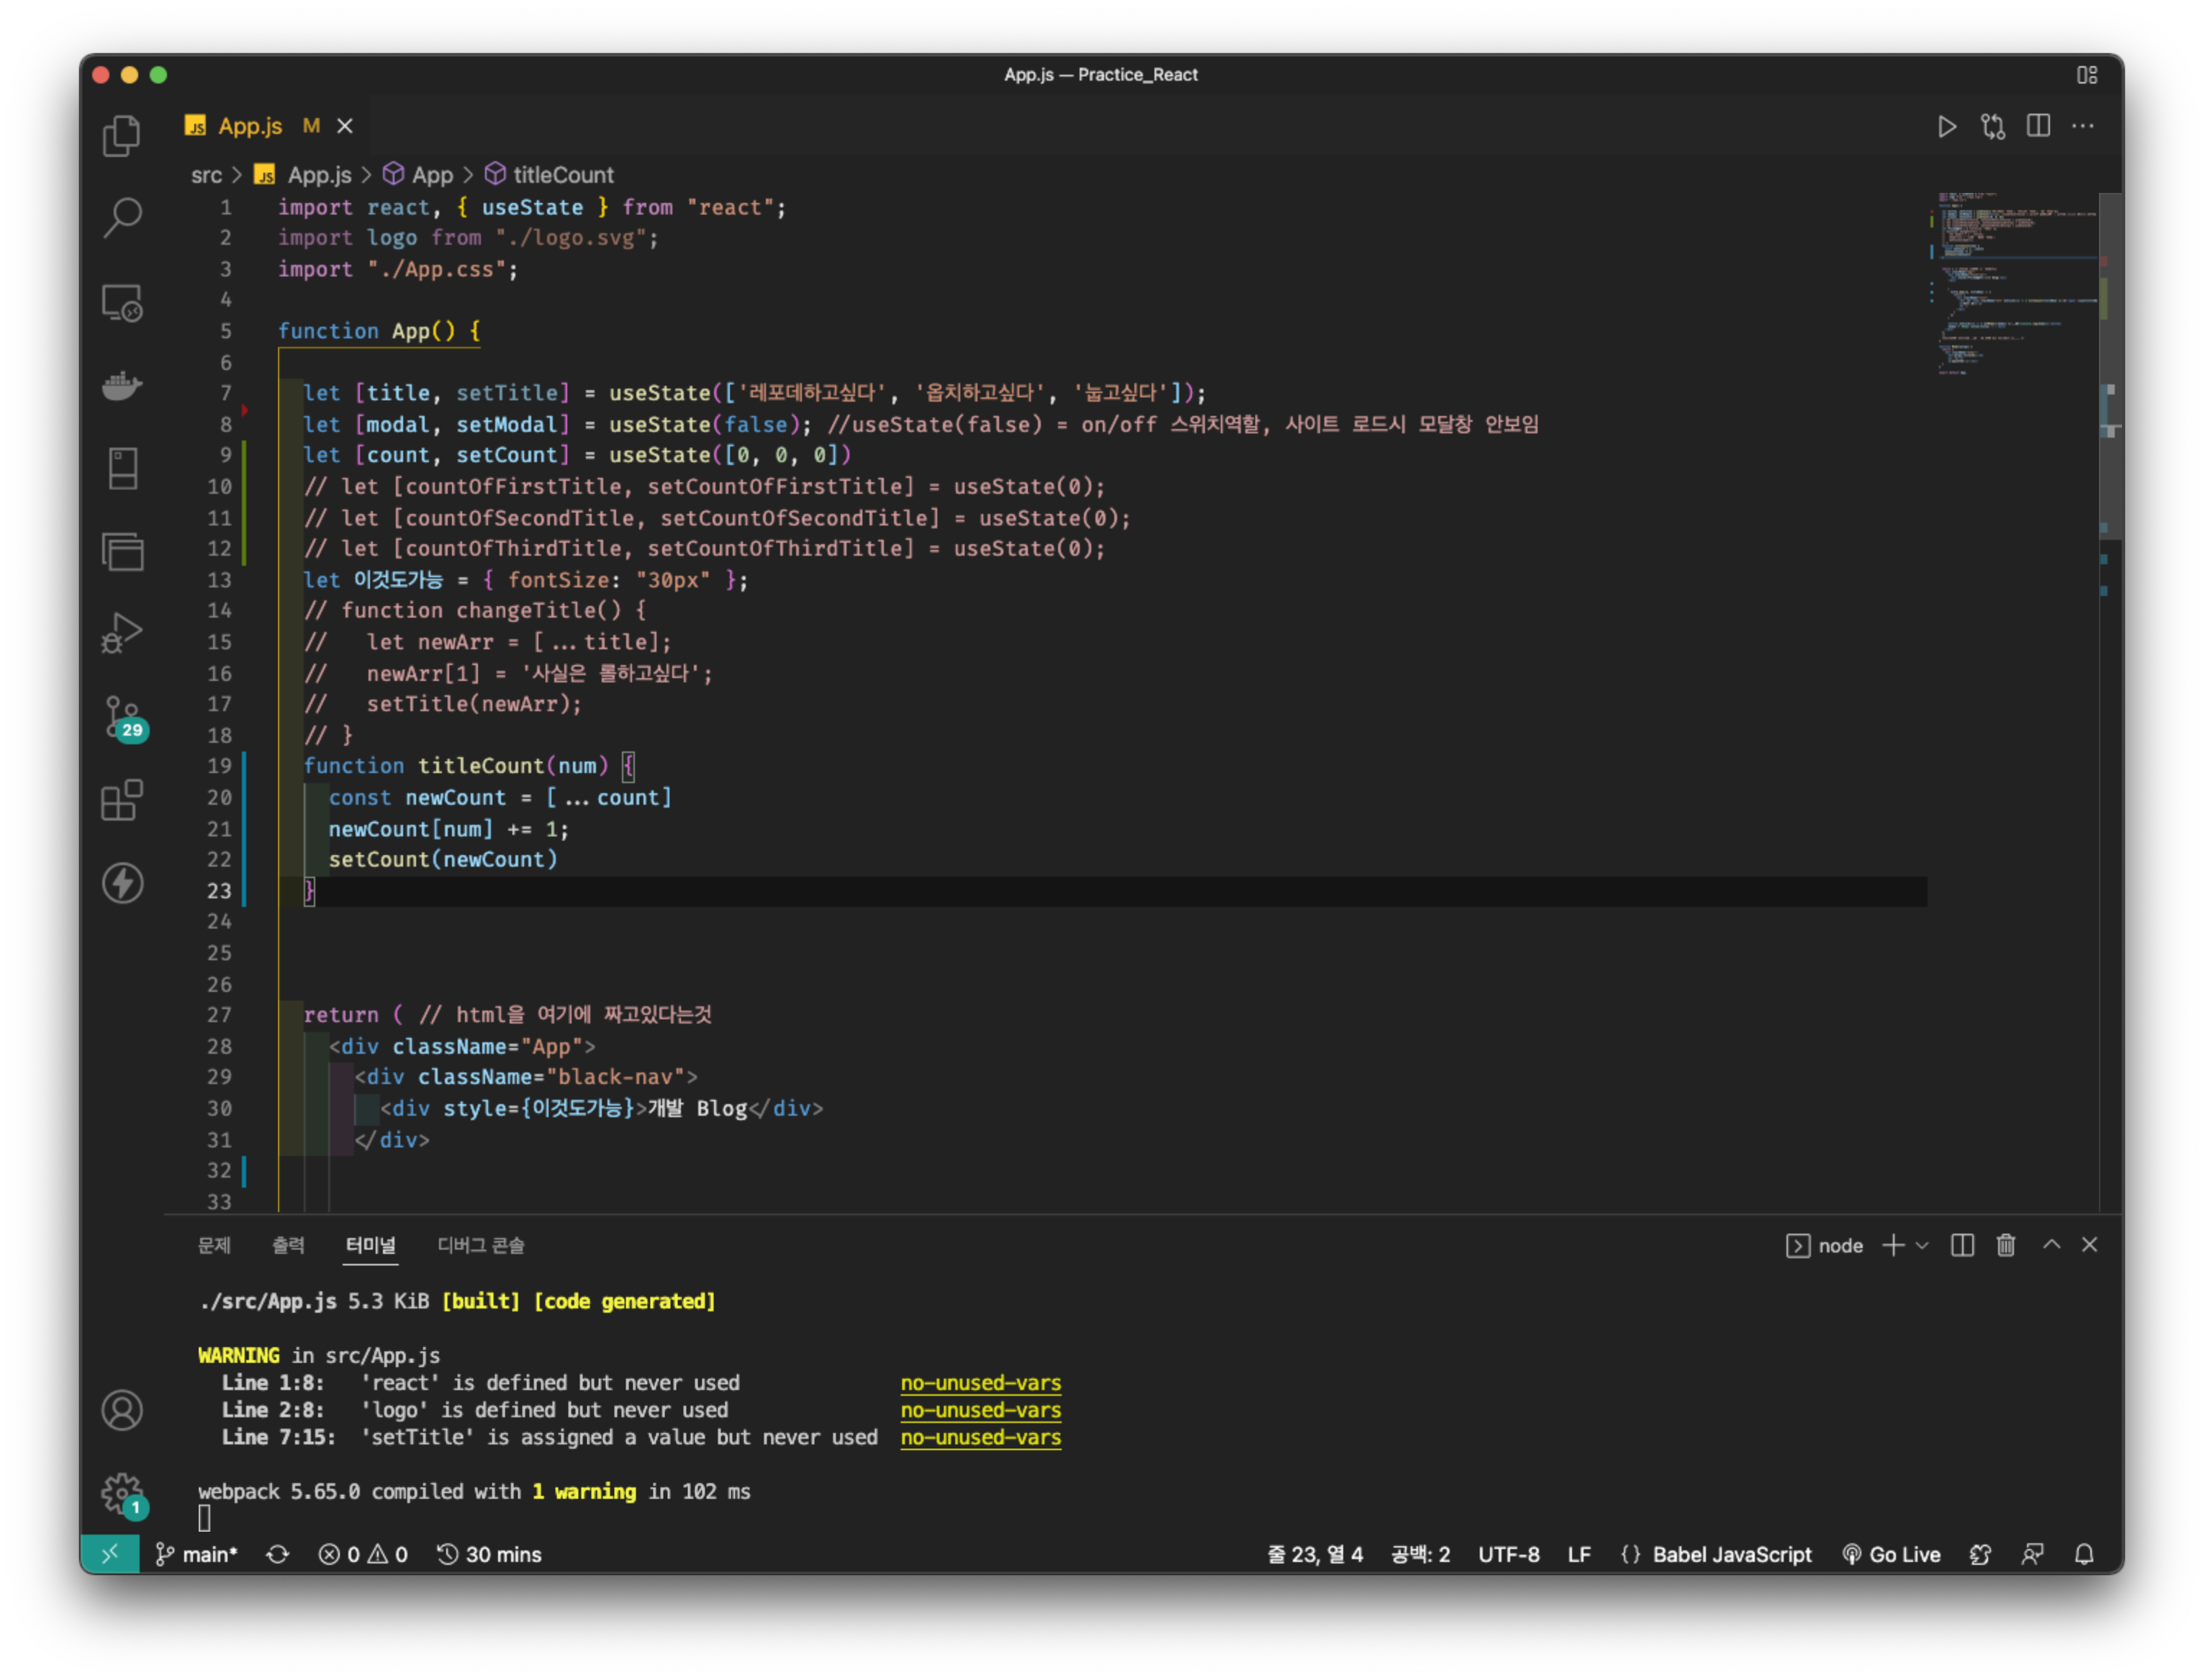 App.js — Practice_React
JS App.js M
src > JS App.js > App > titleCount
1 import react, { useState } from "react";
2 import logo from "./logo.svg";
3 import "./App.css";
4
5 function App() {
6
7 let [title, setTitle] = useState(['레포데하고싶다', '옵치하고싶다', '눕고싶다']);
8 let [modal, setModal] = useState(false); //useState(false) = on/off 스위치역할, 사이트 로드시 모달창 안보임
9 let [count, setCount] = useState([0, 0, 0])
10 // let [countOfFirstTitle, setCountOfFirstTitle] = useState(0);
11 // let [countOfSecondTitle, setCountOfSecondTitle] = useState(0);
12 // let [countOfThirdTitle, setCountOfThirdTitle] = useState(0);
13 let 이것도가능 = { fontSize: "30px" };
14 // function changeTitle() {
15 //   let newArr = [...title];
16 //   newArr[1] = '사실은 롤하고싶다';
17 //   setTitle(newArr);
18 // }
19 function titleCount(num) {
20 const newCount = [...count]
21 newCount[num] += 1;
22 setCount(newCount)
23 }
24
25
26
27 return ( // html을 여기에 짜고있다는것
28 <div className="App">
29 <div className="black-nav">
30 <div style={이것도가능}>개발 Blog</div>
31 </div>
32
33
29
문제 출력 터미널 디버그 콘솔 node
./src/App.js 5.3 KiB [built] [code generated]
WARNING in src/App.js
Line 1:8: 'react' is defined but never used no-unused-vars
Line 2:8: 'logo' is defined but never used no-unused-vars
Line 7:15: 'setTitle' is assigned a value but never used no-unused-vars
webpack 5.65.0 compiled with 1 warning in 102 ms
1
main* 0 0 30 mins 줄 23, 열 4 공백: 2 UTF-8 LF {} Babel JavaScript Go Live